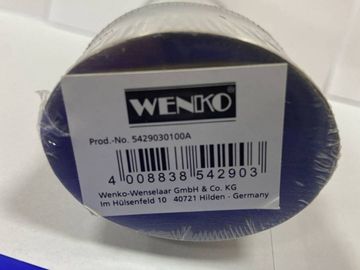 WENKO®
Prod.-No. 5429030100A
4 008838 542903
Wenko-Wenselaar GmbH & Co. KG
Im Hülsenfeld 10 40721 Hilden - Germany